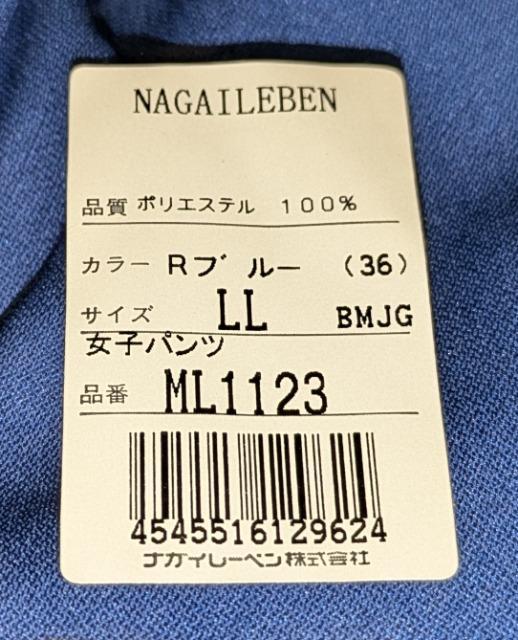 NAGAILEBEN
品質 ポリエステル 100%
カラー Rブルー (36)
サイズ LL BMJG
女子パンツ
品番 ML1123
4545516129624
ナガイレーベン株式会社